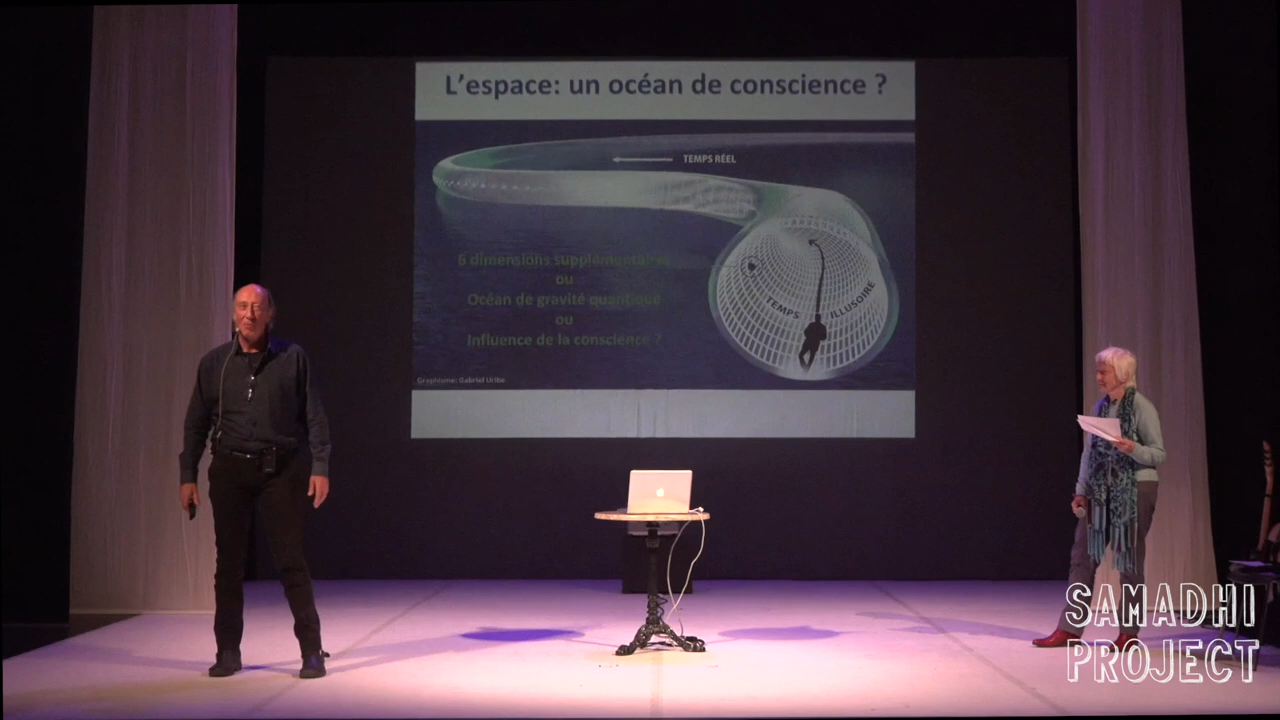 L'espace: un océan de conscience ?
TEMPS RÉEL
6 dimensions supplémentaires
ou
Océan de gravité quantique
ou
Influence de la conscience ?
TEMPS ILLUSOIRE
Graphisme: Gabriel Uribe
SAMADHI
PROJECT